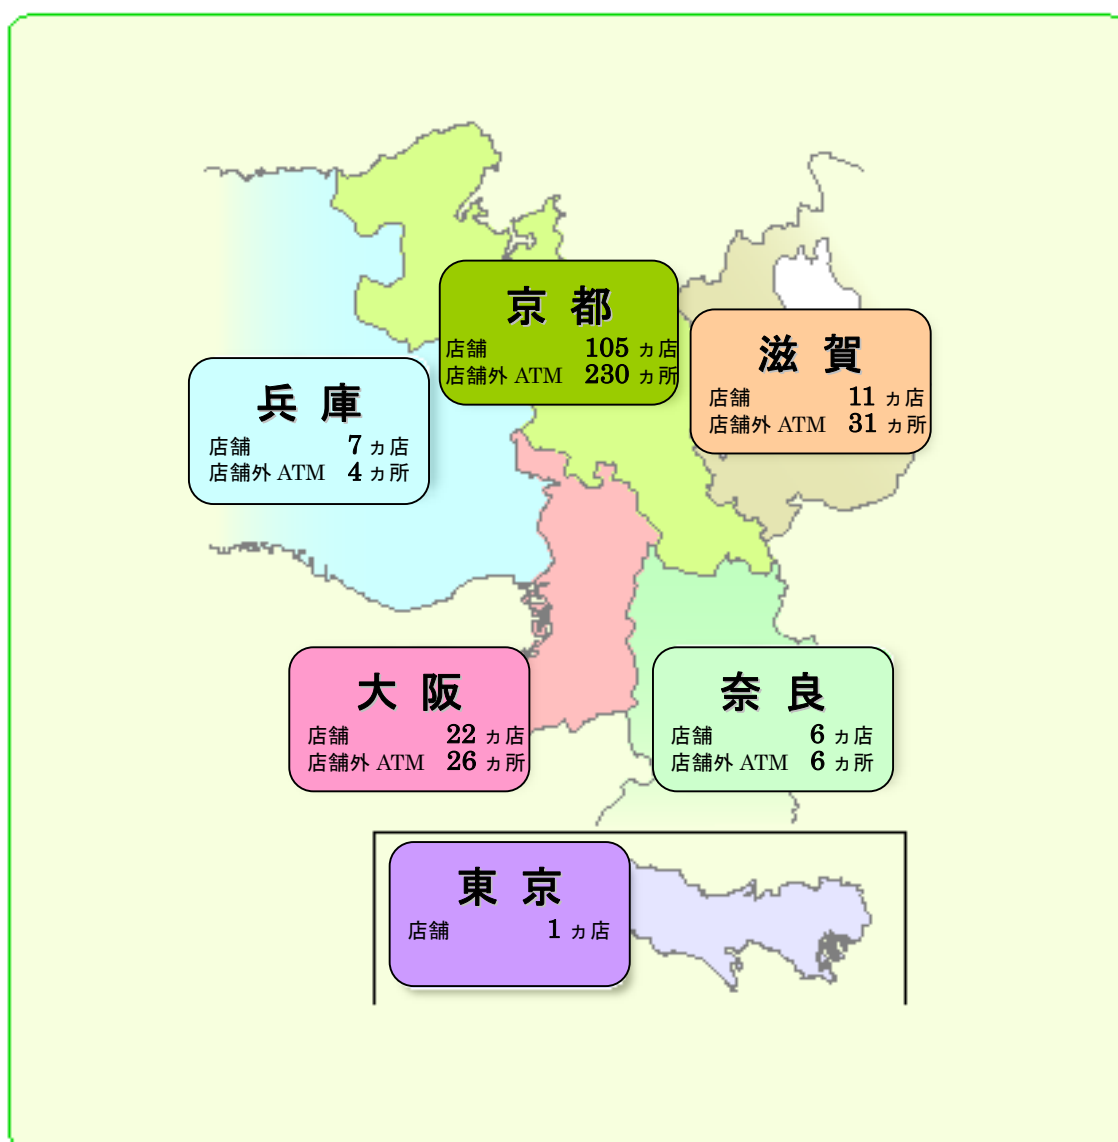 京 都
店舗 105 ヵ店
店舗外 ATM 230 ヵ所
滋 賀
店舗 11 ヵ店
店舗外 ATM 31 ヵ所
兵 庫
店舗 7 ヵ店
店舗外 ATM 4 ヵ所
大 阪
店舗 22 ヵ店
店舗外 ATM 26 ヵ所
奈 良
店舗 6 ヵ店
店舗外 ATM 6 ヵ所
東 京
店舗 1 ヵ店